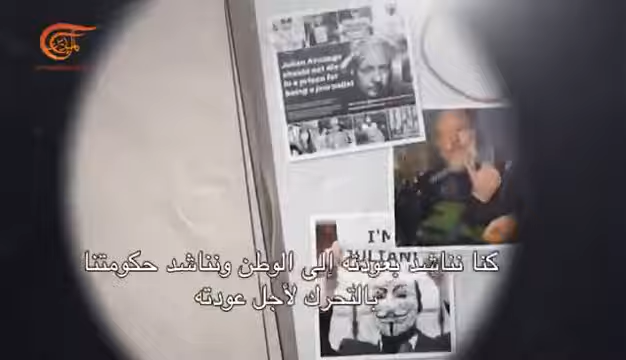 Julian Assange
should not die
in a prison for
being a journalist
I'M
JULIAN
كنا نناشد بعودته إلى الوطن ونناشد حكومتنا
بالتحرك لأجل عودته